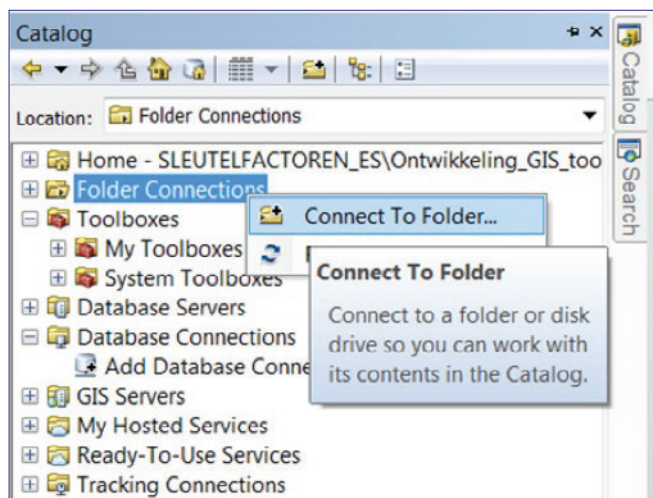 Catalog
Location: Folder Connections
Home - SLEUTELFACTOREN_ES\Ontwikkeling_GIS_too
Folder Connections
Connect To Folder...
Toolboxes
My Toolboxes
System Toolboxes
Connect To Folder
Connect to a folder or disk
drive so you can work with
its contents in the Catalog.
Database Servers
Database Connections
Add Database Conne
GIS Servers
My Hosted Services
Ready-To-Use Services
Tracking Connections
Catalog
Search